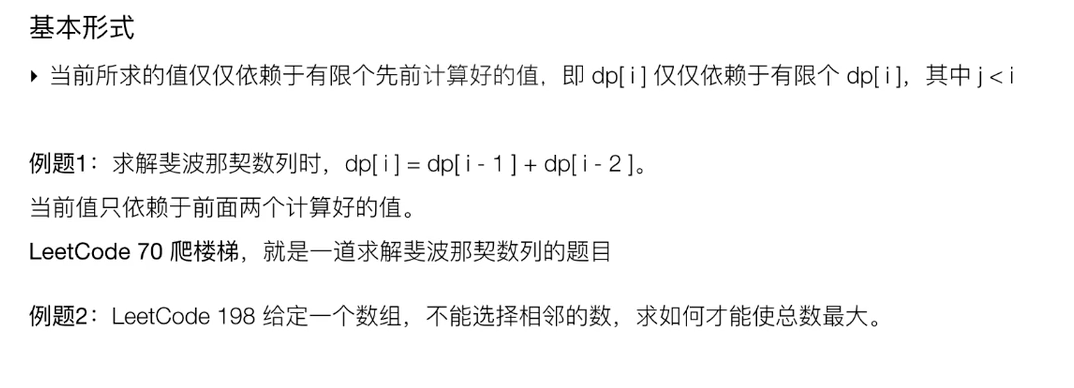 基本形式
‣ 当前所求的值仅仅依赖于有限个先前计算好的值，即 dp[ i ] 仅仅依赖于有限个 dp[ i ]，其中 j < i
例题1：求解斐波那契数列时，dp[ i ] = dp[ i - 1 ] + dp[ i - 2 ]。
当前值只依赖于前面两个计算好的值。
LeetCode 70 爬楼梯，就是一道求解斐波那契数列的题目
例题2：LeetCode 198 给定一个数组，不能选择相邻的数，求如何才能使总数最大。